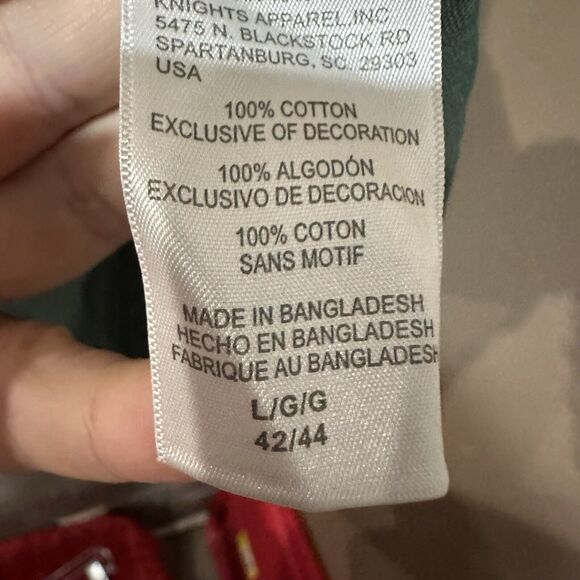 KNIGHTS APPAREL, INC
5475 N. BLACKSTOCK RD
SPARTANBURG, SC. 29303
USA
100% COTTON
EXCLUSIVE OF DECORATION
100% ALGODÓN
EXCLUSIVO DE DECORACION
100% COTON
SANS MOTIF
MADE IN BANGLADESH
HECHO EN BANGLADESH
FABRIQUE AU BANGLADESH
L/G/G
42/44